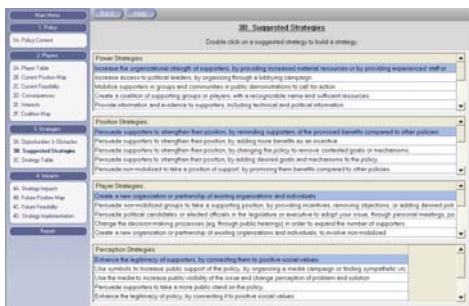 Main Menu
1. Policy
1A. Policy Content
2. Players
2A. Player Table
2B. Current Position Map
2C. Current Feasibility
2D. Consequences
2E. Interests
2F. Coalition Map
3. Strategies
3A. Opportunities & Obstacles
3B. Suggested Strategies
3C. Strategy Table
4. Impacts
4A. Strategy Impacts
4B. Future Position Map
4C. Future Feasibility
4D. Strategy Implementation
Report
3B. Suggested Strategies
Double click on a suggested strategy to build a strategy.
Power Strategies:
Increase the organizational strength of supporters, by providing increased material resources or by providing experienced staff or
Increase access to political leaders, by organizing through a lobbying campaign.
Mobilize supporters or groups and communities in public demonstrations to call for action.
Create a coalition of supporting groups or players, with a recognizable name and sufficient resources.
Provide information and evidence to supporters, including technical and political information.
Position Strategies:
Persuade supporters to strengthen their position, by reminding supporters of the promised benefits compared to other policies
Persuade supporters to strengthen their position, by adding more benefits as an incentive
Persuade supporters to strengthen their position, by changing the policy to remove contested goals or mechanisms.
Persuade supporters to strengthen their position, by adding desired goals and mechanisms to the policy.
Persuade non-mobilized to take a position of support, by promising them benefits compared to other policies.
Player Strategies:
Create a new organization or partnership of existing organizations and individuals
Persuade non-mobilized groups to take a supporting position, by providing incentives, removing objections, or adding desired poli
Persuade political candidates or elected officials in the legislature or executive to adopt your issue, through personal meetings, po
Change the decision-making processes (eg. through public hearings) in order to expand the number of supporters.
Create a new organization or partnership of existing organizations and individuals, to involve non-mobilized
Perception Strategies:
Enhance the legitimacy of supporters, by connecting them to positive social values
Use symbols to increase public support of the policy, by organizing a media campaign or finding sympathetic vic
Use the media to increase public visibility of the issue and change perception of problem and solution
Persuade supporters to take a more public stand on the policy.
Enhance the legitimacy of policy, by connecting it to positive social values